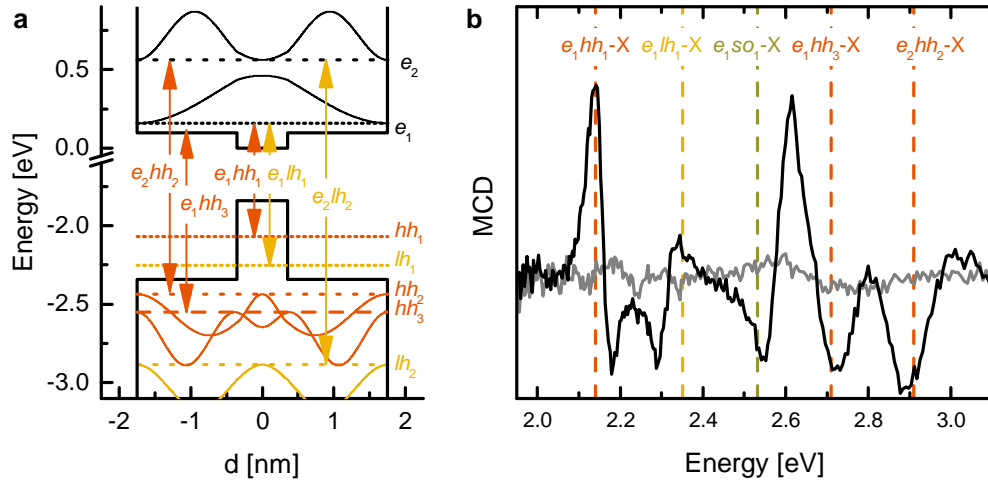 a
Energy [eV]
0.5
0.0
-2.0
-2.5
-3.0
e2
e1
e2hh2
e1hh3
e1hh1
e1lh1
e2lh2
hh1
lh1
hh2
hh3
lh2
-2 -1 0 1 2
d [nm]
b
MCD
e1hh1-X e1lh1-X e1so1-X e1hh3-X e2hh2-X
2.0 2.2 2.4 2.6 2.8 3.0
Energy [eV]